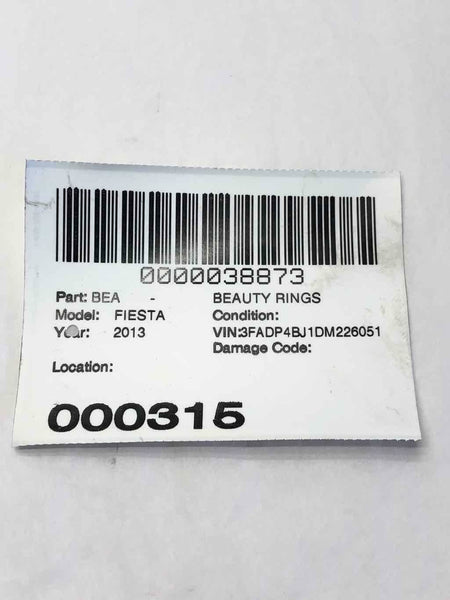 0000038873
Part: BEA - BEAUTY RINGS
Model: FIESTA Condition:
Year: 2013 VIN:3FADP4BJ1DM226051
Damage Code:
Location:
000315